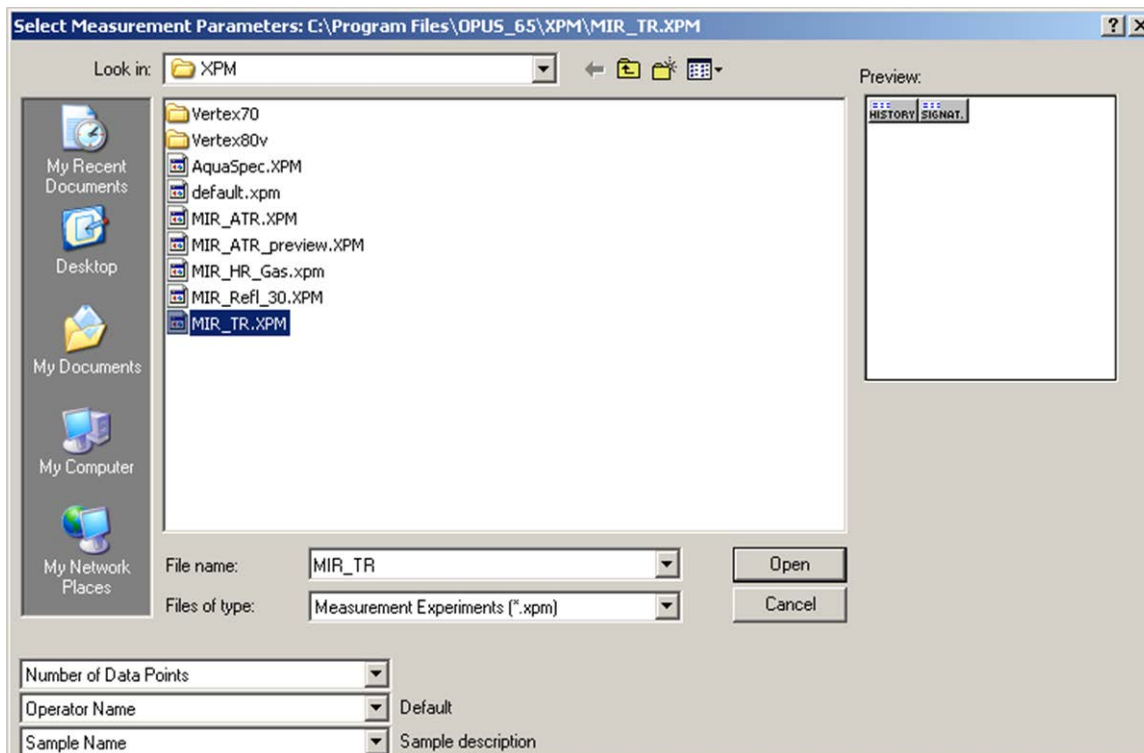 Select Measurement Parameters: C:\Program Files\OPUS_65\XPM\MIR_TR.XPM
Look in: XPM
Preview:
HISTORY SIGNAT.
My Recent
Documents
Desktop
My Documents
My Computer
My Network
Places
Vertex70
Vertex80v
AquaSpec.XPM
default.xpm
MIR_ATR.XPM
MIR_ATR_preview.XPM
MIR_HR_Gas.xpm
MIR_Refl_30.XPM
MIR_TR.XPM
File name: MIR_TR Open
Files of type: Measurement Experiments (*.xpm) Cancel
Number of Data Points
Operator Name Default
Sample Name Sample description